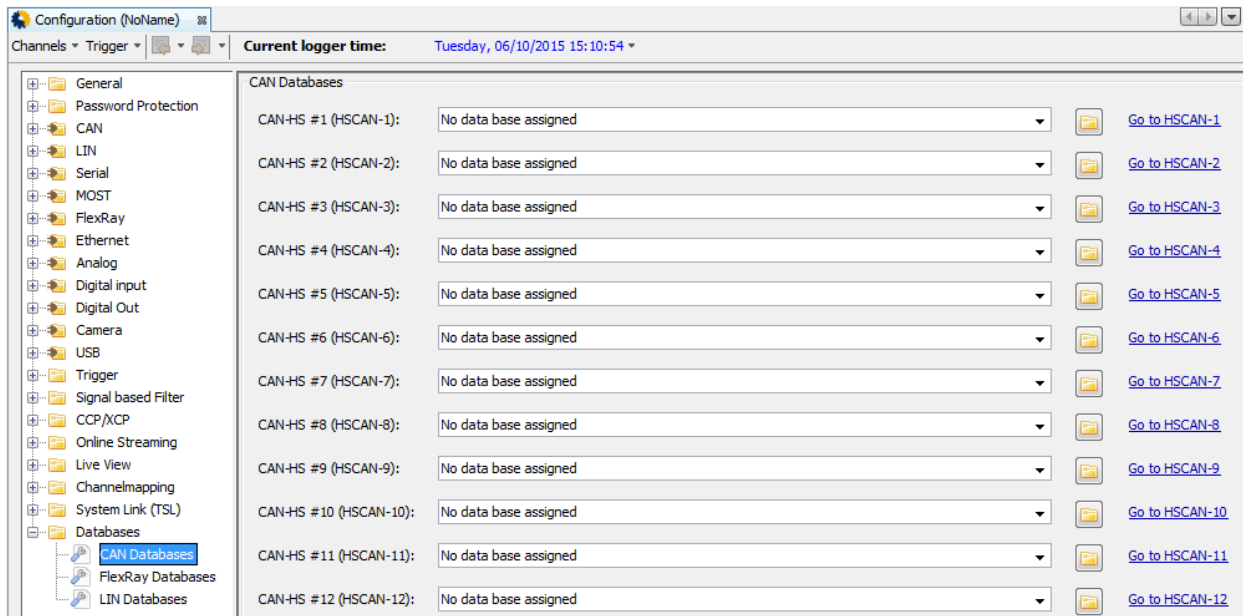 Configuration (NoName)
Channels Trigger Current logger time: Tuesday, 06/10/2015 15:10:54
General
Password Protection
CAN
LIN
Serial
MOST
FlexRay
Ethernet
Analog
Digital input
Digital Out
Camera
USB
Trigger
Signal based Filter
CCP/XCP
Online Streaming
Live View
Channelmapping
System Link (TSL)
Databases
CAN Databases
FlexRay Databases
LIN Databases
CAN Databases
CAN-HS #1 (HSCAN-1): No data base assigned Go to HSCAN-1
CAN-HS #2 (HSCAN-2): No data base assigned Go to HSCAN-2
CAN-HS #3 (HSCAN-3): No data base assigned Go to HSCAN-3
CAN-HS #4 (HSCAN-4): No data base assigned Go to HSCAN-4
CAN-HS #5 (HSCAN-5): No data base assigned Go to HSCAN-5
CAN-HS #6 (HSCAN-6): No data base assigned Go to HSCAN-6
CAN-HS #7 (HSCAN-7): No data base assigned Go to HSCAN-7
CAN-HS #8 (HSCAN-8): No data base assigned Go to HSCAN-8
CAN-HS #9 (HSCAN-9): No data base assigned Go to HSCAN-9
CAN-HS #10 (HSCAN-10): No data base assigned Go to HSCAN-10
CAN-HS #11 (HSCAN-11): No data base assigned Go to HSCAN-11
CAN-HS #12 (HSCAN-12): No data base assigned Go to HSCAN-12